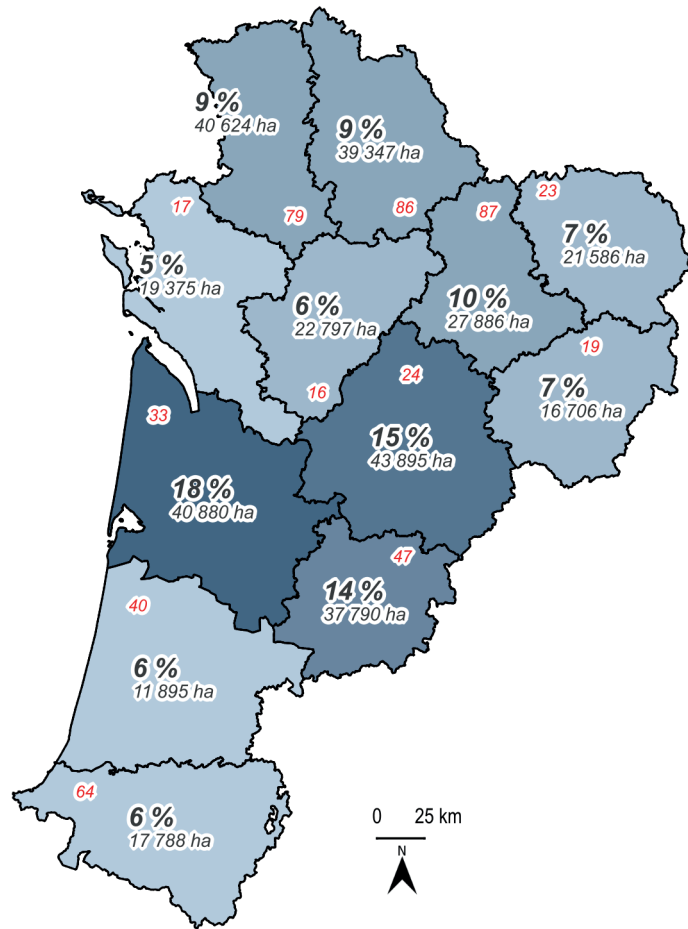 9 %
40 624 ha
79
9 %
39 347 ha
86
17
5 %
19 375 ha
87
10 %
27 886 ha
23
7 %
21 586 ha
6 %
22 797 ha
16
19
7 %
16 706 ha
24
15 %
43 895 ha
33
18 %
40 880 ha
47
14 %
37 790 ha
40
6 %
11 895 ha
64
6 %
17 788 ha
0 25 km
N